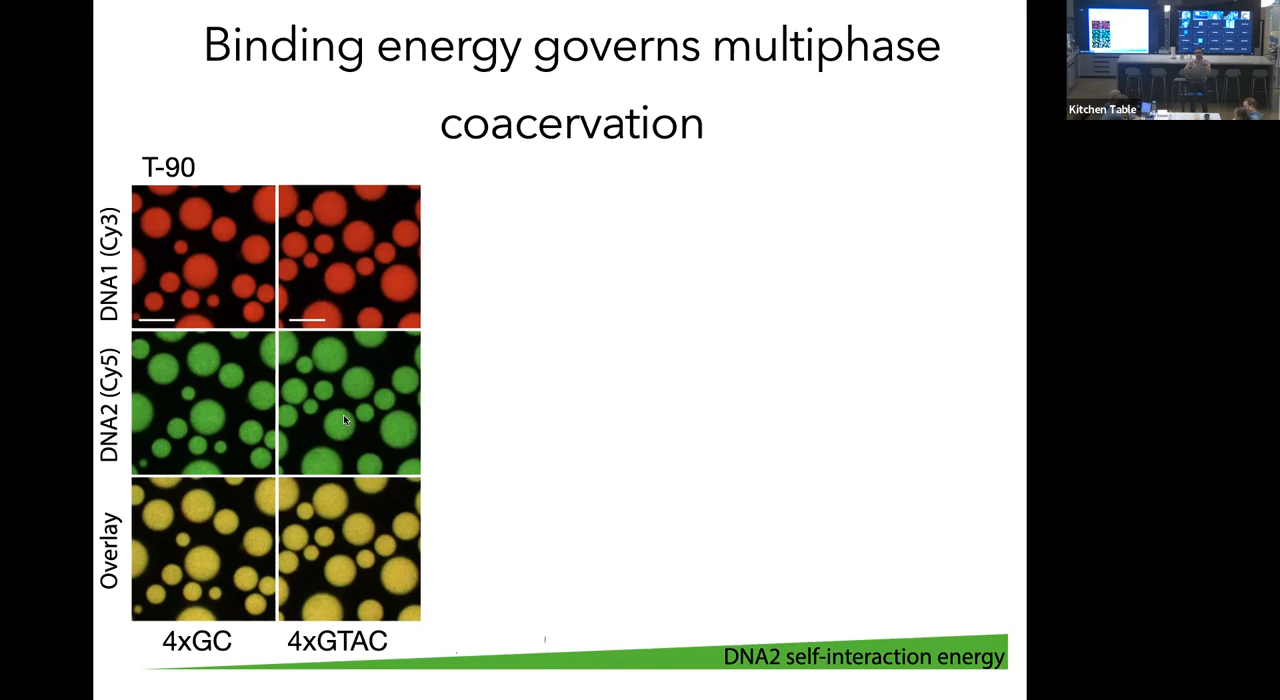 Binding energy governs multiphase
coacervation
T-90
DNA1 (Cy3)
DNA2 (Cy5)
Overlay
4xGC
4xGTAC
DNA2 self-interaction energy
Kitchen Table